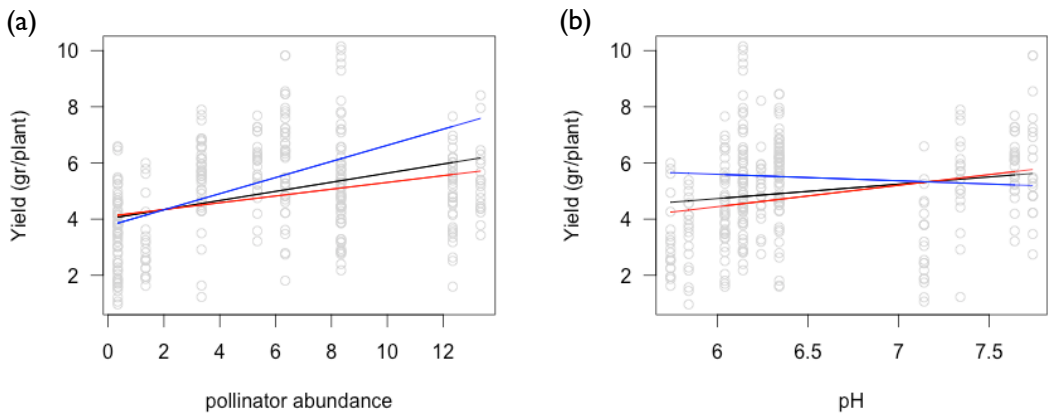 (a)
Yield (gr/plant)
10
8
6
4
2
0 2 4 6 8 10 12
pollinator abundance
(b)
Yield (gr/plant)
10
8
6
4
2
6 6.5 7 7.5
pH